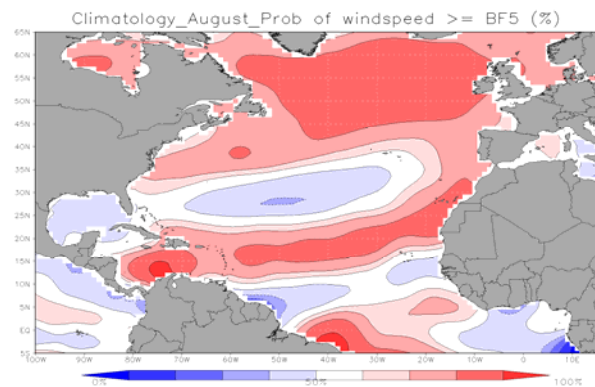 Climatology_August_Prob of windspeed >= BF5 (%)
65N
60N
55N
50N
45N
40N
35N
30N
25N
20N
15N
10N
5N
EQ
5S
100W 90W 80W 70W 60W 50W 40W 30W 20W 10W 0 10E
0% 50% 100%